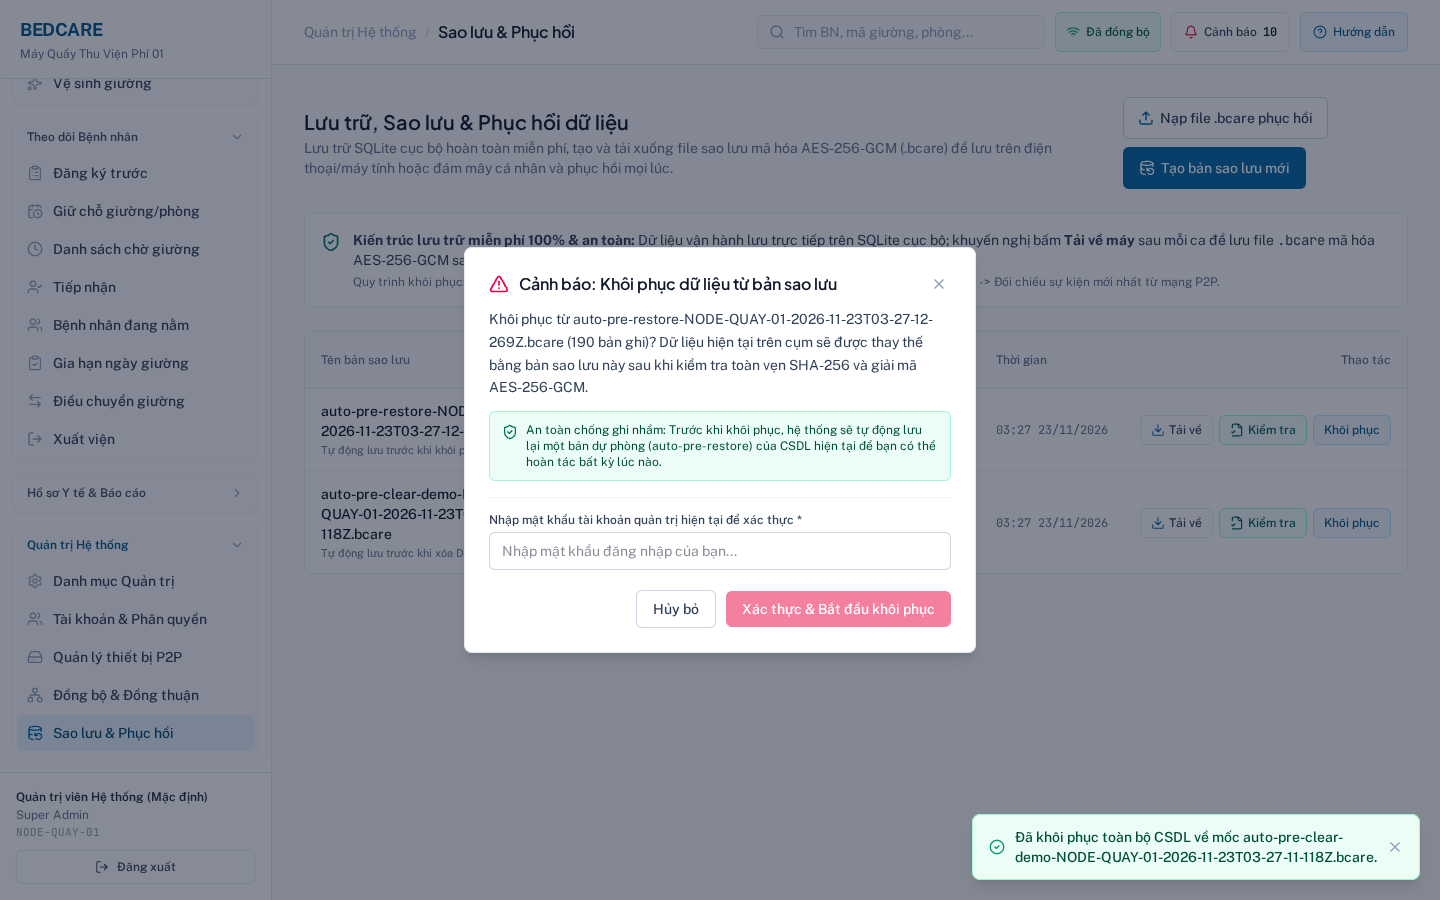 BEDCARE
Máy Quầy Thu Viện Phí 01
Vệ sinh giường
Theo dõi Bệnh nhân
Đăng ký trước
Giữ chỗ giường/phòng
Danh sách chờ giường
Tiếp nhận
Bệnh nhân đang nằm
Gia hạn ngày giường
Điều chuyển giường
Xuất viện
Hồ sơ Y tế & Báo cáo
Quản trị Hệ thống
Danh mục Quản trị
Tài khoản & Phân quyền
Quản lý thiết bị P2P
Đồng bộ & Đồng thuận
Sao lưu & Phục hồi
Quản trị viên Hệ thống (Mặc định)
Super Admin
NODE-QUAY-01
Đăng xuất
Quản trị Hệ thống / Sao lưu & Phục hồi
Tìm BN, mã giường, phòng...
Đã đồng bộ
Cảnh báo 10
Hướng dẫn
Lưu trữ, Sao lưu & Phục hồi dữ liệu
Lưu trữ SQLite cục bộ hoàn toàn miễn phí, tạo và tải xuống file sao lưu mã hóa AES-256-GCM (.bcare) để lưu trên điện
thoại/máy tính hoặc đám mây cá nhân và phục hồi mọi lúc.
Nạp file .bcare phục hồi
Tạo bản sao lưu mới
Kiến trúc lưu trữ miễn phí 100% & an toàn: Dữ liệu vận hành lưu trực tiếp trên SQLite cục bộ; khuyến nghị bấm Tải về máy sau mỗi ca để lưu file .bcare mã hóa
AES-256-GCM sa
Quy trình khôi phục:
-> Đối chiếu sự kiện mới nhất từ mạng P2P.
Tên bản sao lưu
Thời gian
Thao tác
auto-pre-restore-NOD
2026-11-23T03-27-12-
Tự động lưu trước khi khôi p
03:27 23/11/2026
Tải về
Kiểm tra
Khôi phục
auto-pre-clear-demo-
QUAY-01-2026-11-23T
118Z.bcare
Tự động lưu trước khi xóa D
03:27 23/11/2026
Tải về
Kiểm tra
Khôi phục
Cảnh báo: Khôi phục dữ liệu từ bản sao lưu
Khôi phục từ auto-pre-restore-NODE-QUAY-01-2026-11-23T03-27-12-
269Z.bcare (190 bản ghi)? Dữ liệu hiện tại trên cụm sẽ được thay thế
bằng bản sao lưu này sau khi kiểm tra toàn vẹn SHA-256 và giải mã
AES-256-GCM.
An toàn chống ghi nhầm: Trước khi khôi phục, hệ thống sẽ tự động lưu
lại một bản dự phòng (auto-pre-restore) của CSDL hiện tại để bạn có thể
hoàn tác bất kỳ lúc nào.
Nhập mật khẩu tài khoản quản trị hiện tại để xác thực *
Nhập mật khẩu đăng nhập của bạn...
Hủy bỏ
Xác thực & Bắt đầu khôi phục
Đã khôi phục toàn bộ CSDL về mốc auto-pre-clear-
demo-NODE-QUAY-01-2026-11-23T03-27-11-118Z.bcare.